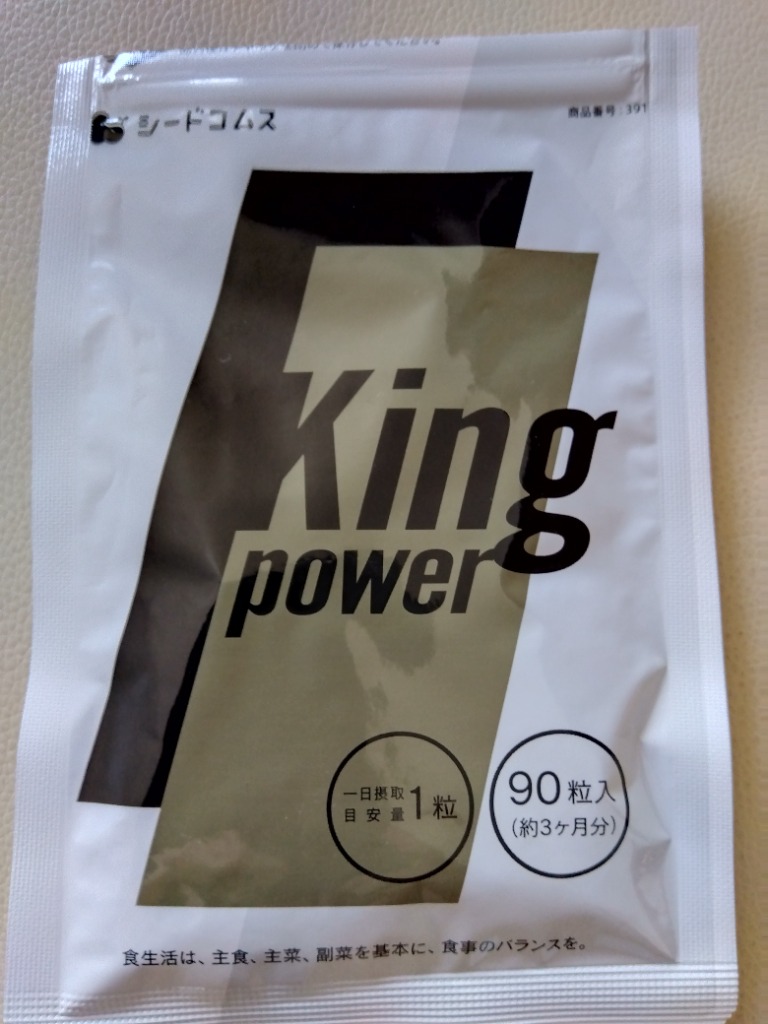 シードコムス
商品番号：391
King
power
一日摂取
目安量
1粒
90粒入
(約3ヶ月分)
食生活は、主食、主菜、副菜を基本に、食事のバランスを。